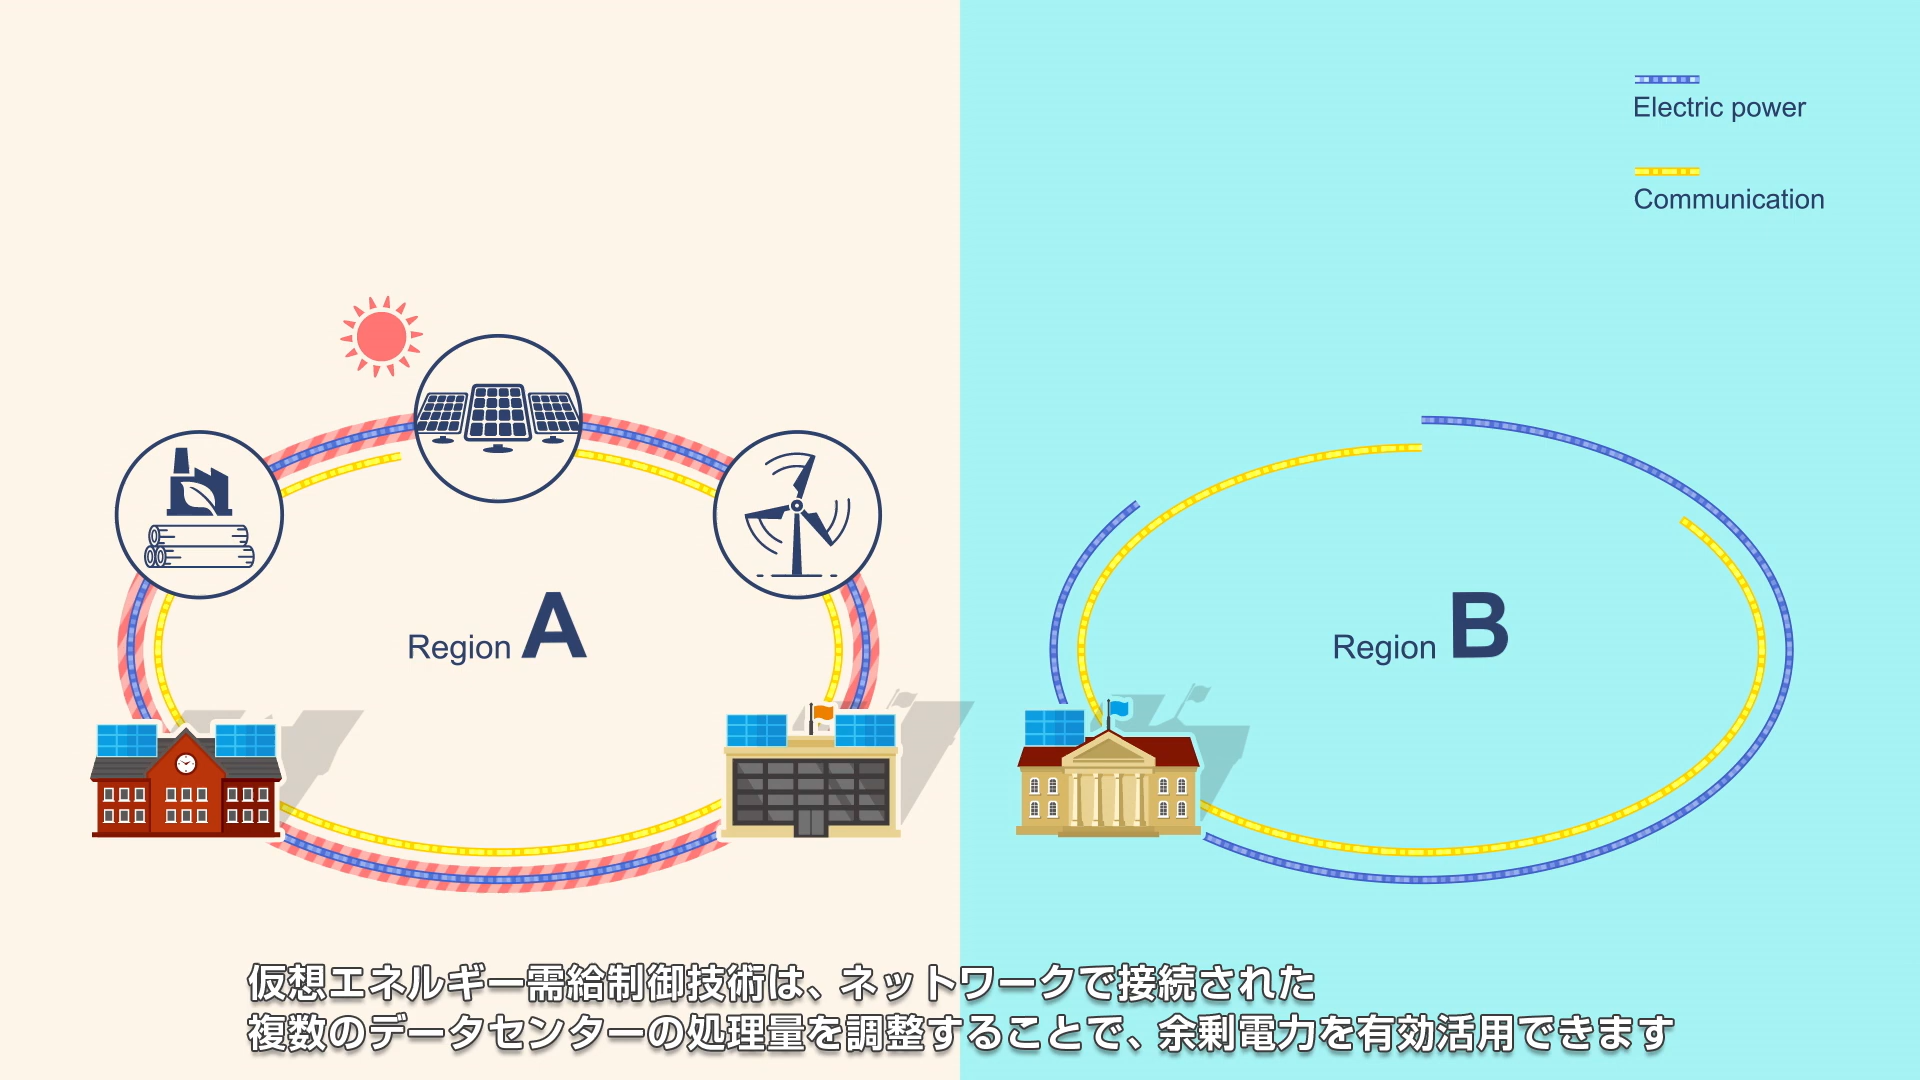 Electric power
Communication
Region A
Region B
仮想エネルギー需給制御技術は、ネットワークで接続された
複数のデータセンターの処理量を調整することで、余剰電力を有効活用できます